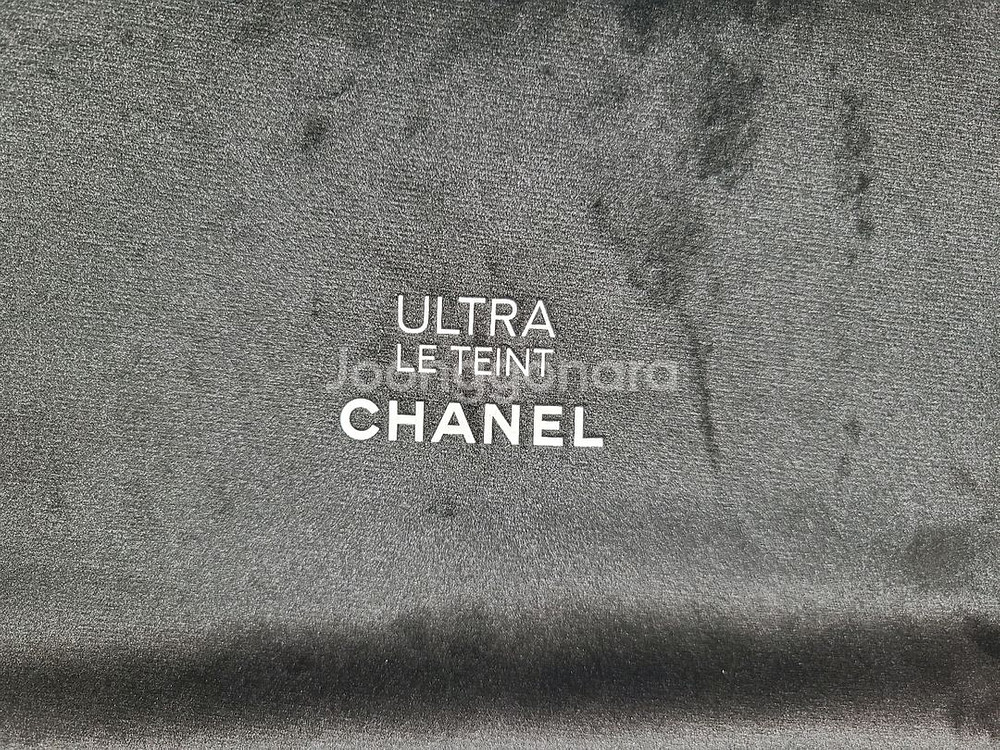 ULTRA
LE TEINT
Joonggonara
CHANEL